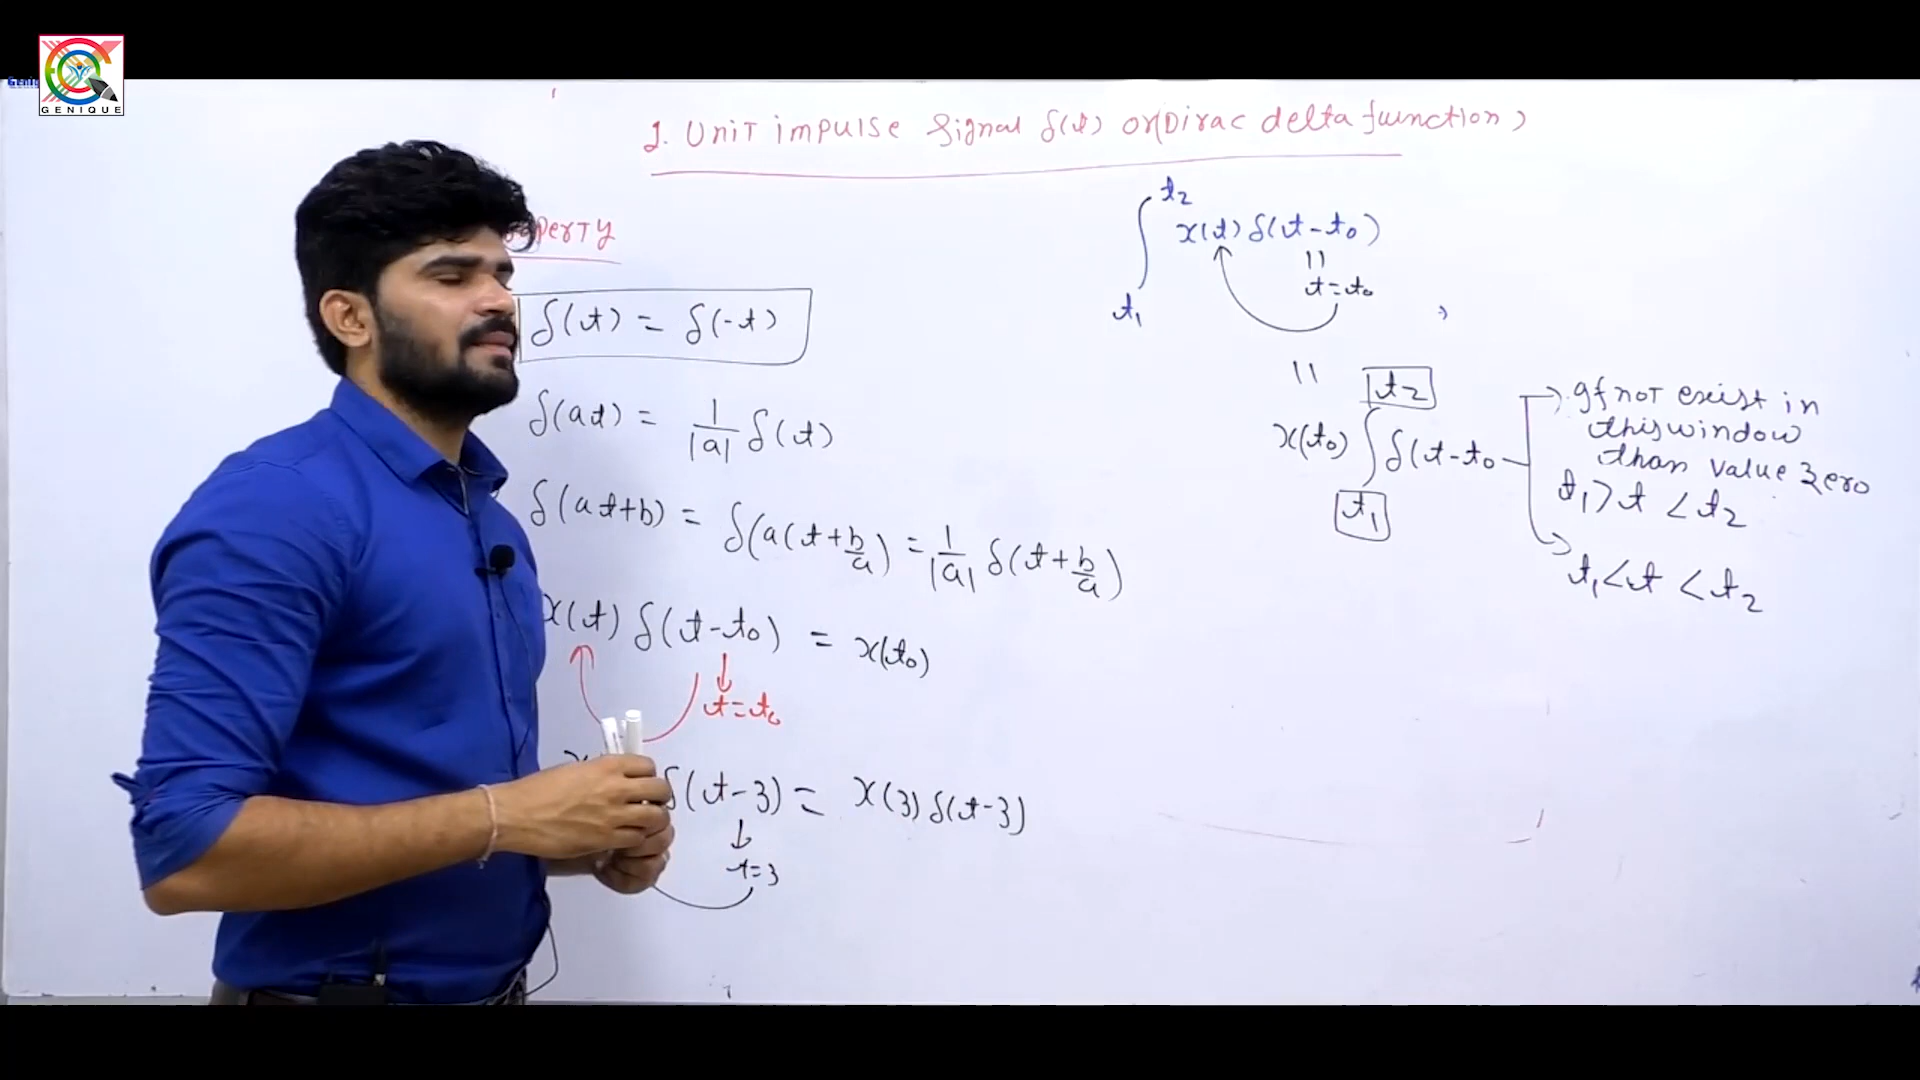 GENIQUE
1. Unit impulse Signal δ(t) or (Dirac delta function)
δ(t) = δ(-t)
δ(at) = 1/|a| δ(t)
δ(at+b) = δ(a(t+b/a) = 1/|a| δ(t+b/a)
x(t) δ(t-t₀) = x(t₀)
t=t₀
δ(t-3) = x(3) δ(t-3)
t=3
∫ t₁ t₂ x(t) δ(t-t₀)
||
t=t₀
||
x(t₀) ∫ t₁ t₂ δ(t-t₀
If not exist in
this window
than value zero
t₁>t <t₂
t₁<t <t₂